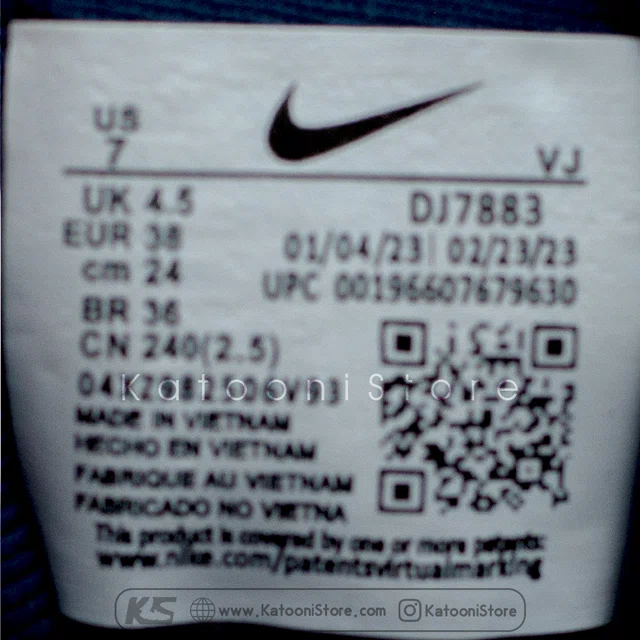 US
7
VJ
UK 4.5
DJ7883
EUR 38
01/04/23 | 02/23/23
cm 24
UPC 00196607679630
BR 36
CN 240(2.5)
KatooniStore
MADE IN VIETNAM
HECHO EN VIETNAM
FABRIQUE AU VIETNAM
FABRICADO NO VIETNA
This product is covered by one or more patents:
www.nike.com/patentsvirtualmarking
KS www.KatooniStore.com KatooniStore